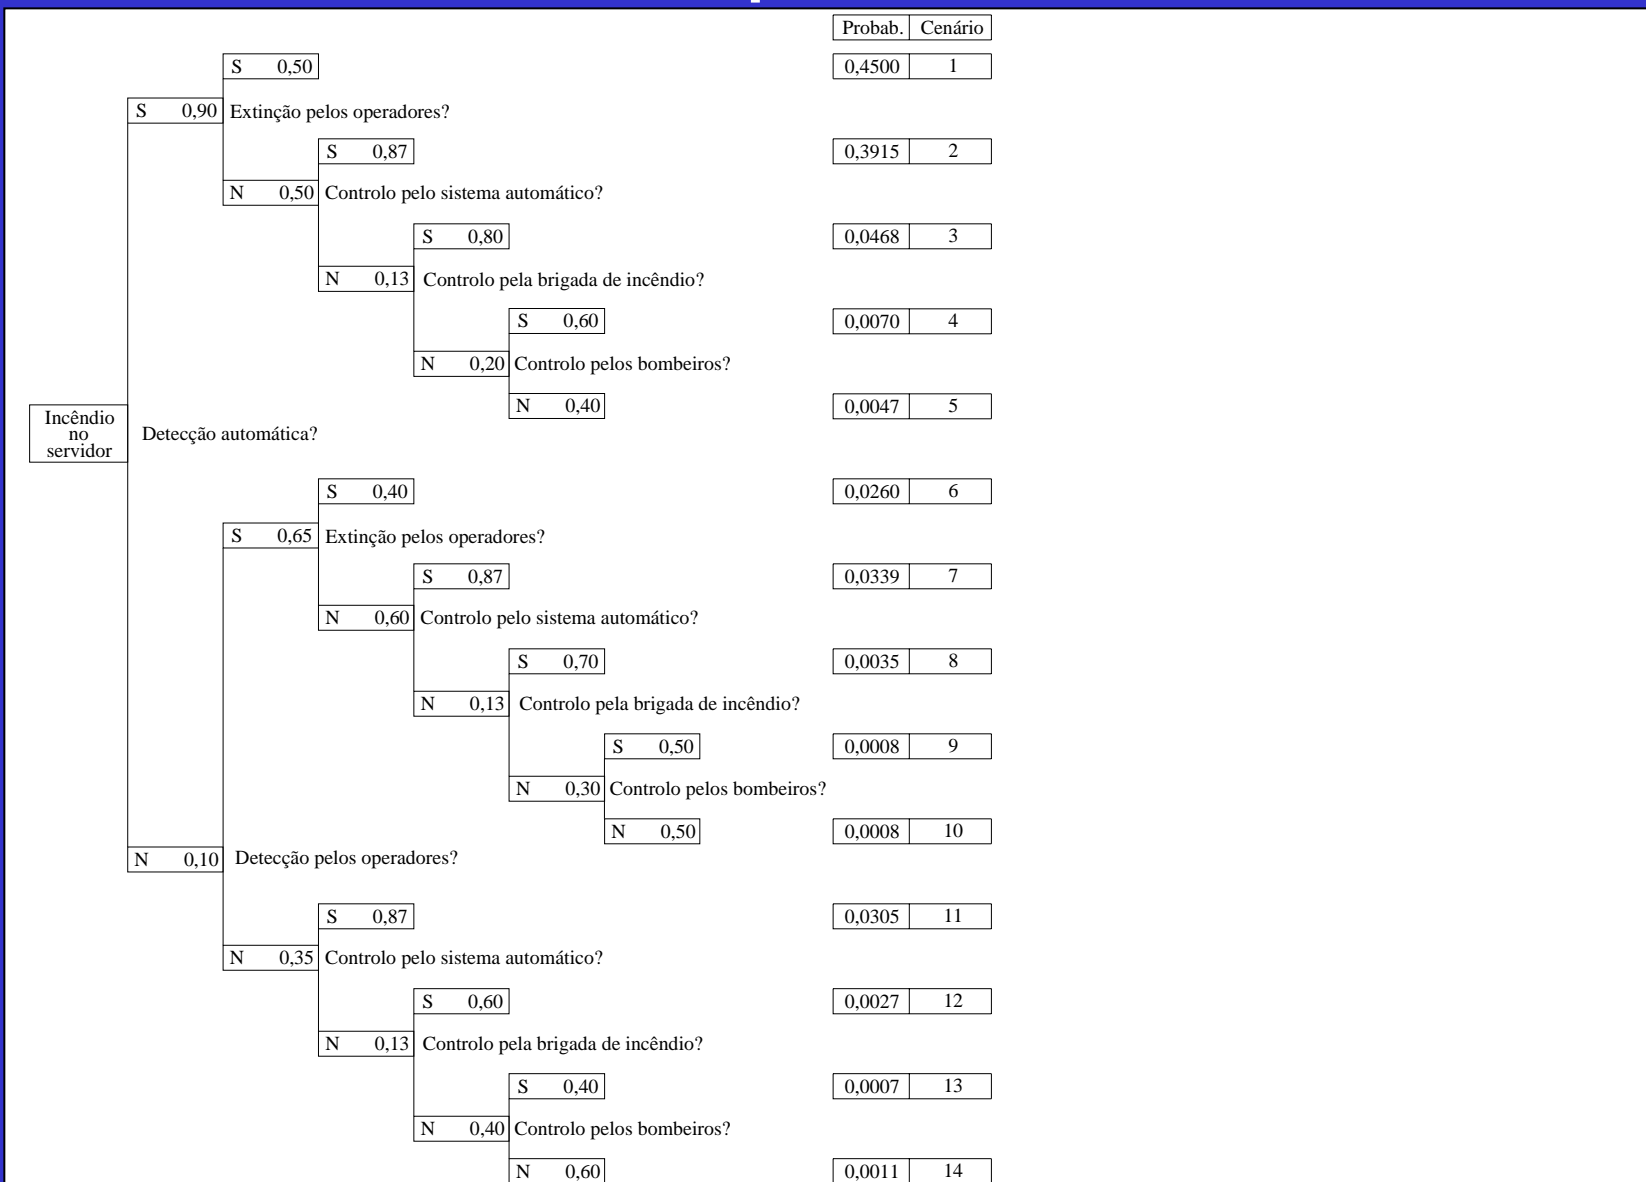 Probab. Cenário
S 0,50 0,4500 1
S 0,90 Extinção pelos operadores?
S 0,87 0,3915 2
N 0,50 Controlo pelo sistema automático?
S 0,80 0,0468 3
N 0,13 Controlo pela brigada de incêndio?
S 0,60 0,0070 4
N 0,20 Controlo pelos bombeiros?
N 0,40 0,0047 5
Incêndio
no
servidor
Detecção automática?
S 0,40 0,0260 6
S 0,65 Extinção pelos operadores?
S 0,87 0,0339 7
N 0,60 Controlo pelo sistema automático?
S 0,70 0,0035 8
N 0,13 Controlo pela brigada de incêndio?
S 0,50 0,0008 9
N 0,30 Controlo pelos bombeiros?
N 0,50 0,0008 10
N 0,10 Detecção pelos operadores?
S 0,87 0,0305 11
N 0,35 Controlo pelo sistema automático?
S 0,60 0,0027 12
N 0,13 Controlo pela brigada de incêndio?
S 0,40 0,0007 13
N 0,40 Controlo pelos bombeiros?
N 0,60 0,0011 14